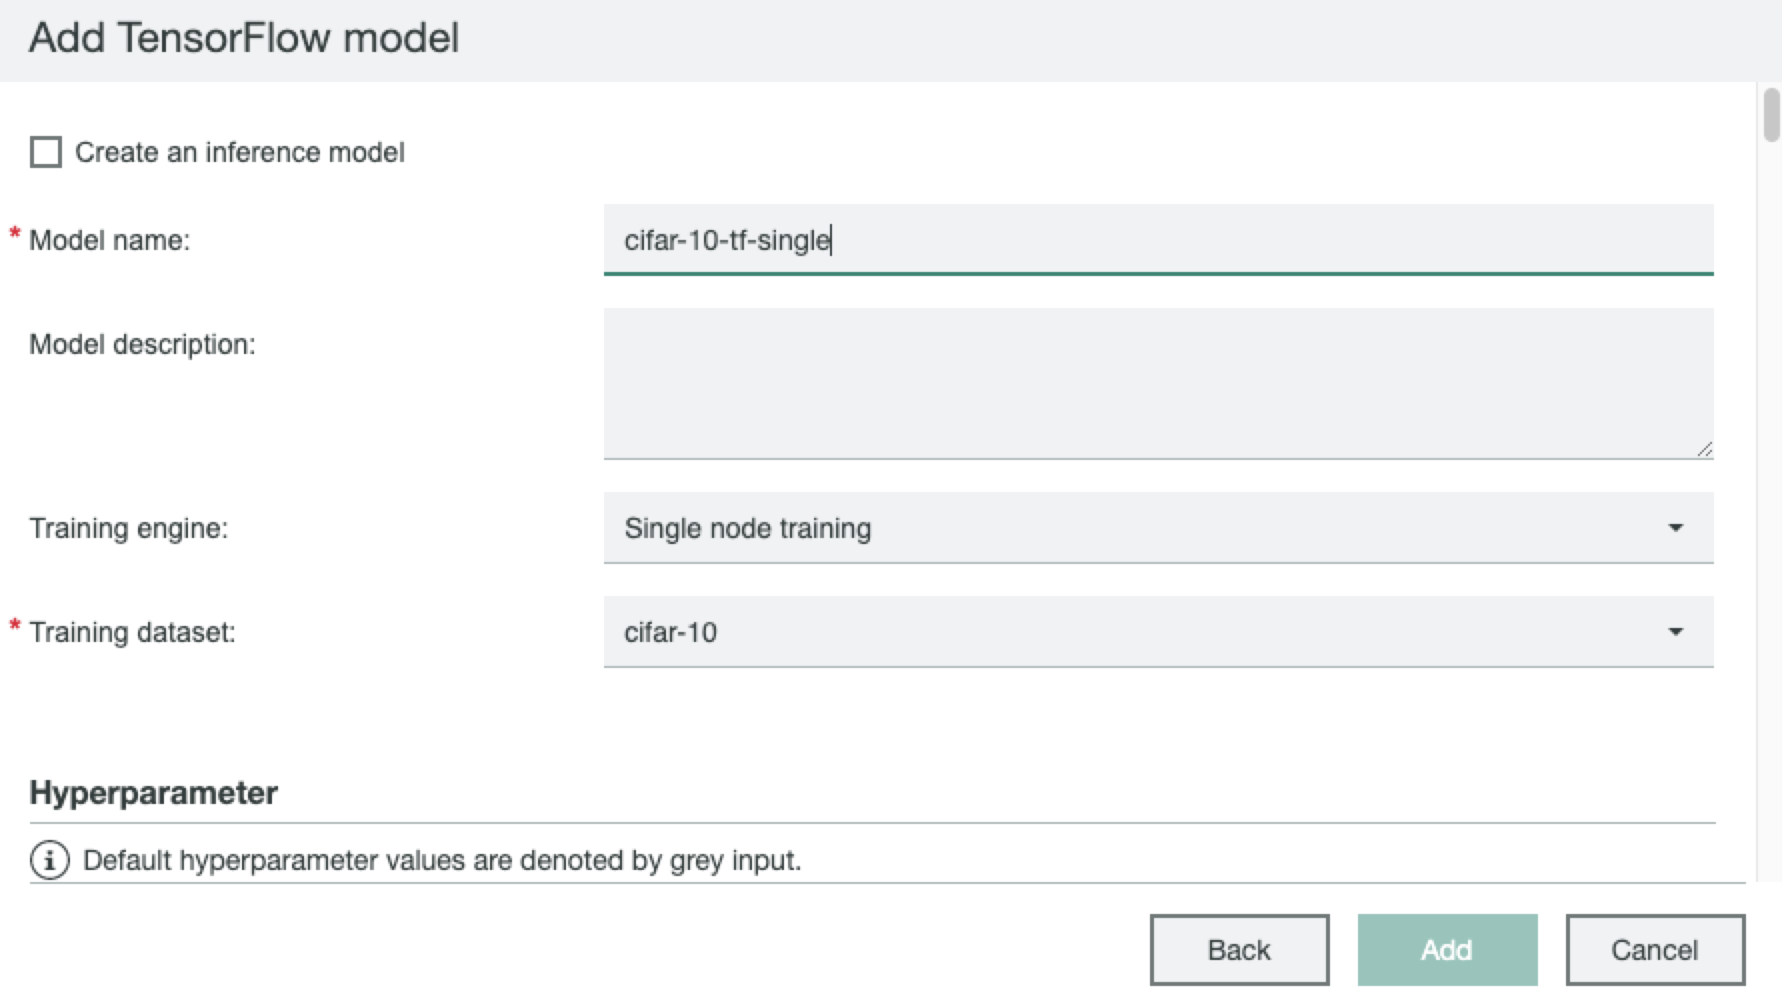 Add TensorFlow model
Create an inference model
* Model name: cifar-10-tf-single
Model description:
Training engine: Single node training
* Training dataset: cifar-10
Hyperparameter
i Default hyperparameter values are denoted by grey input.
Back Add Cancel